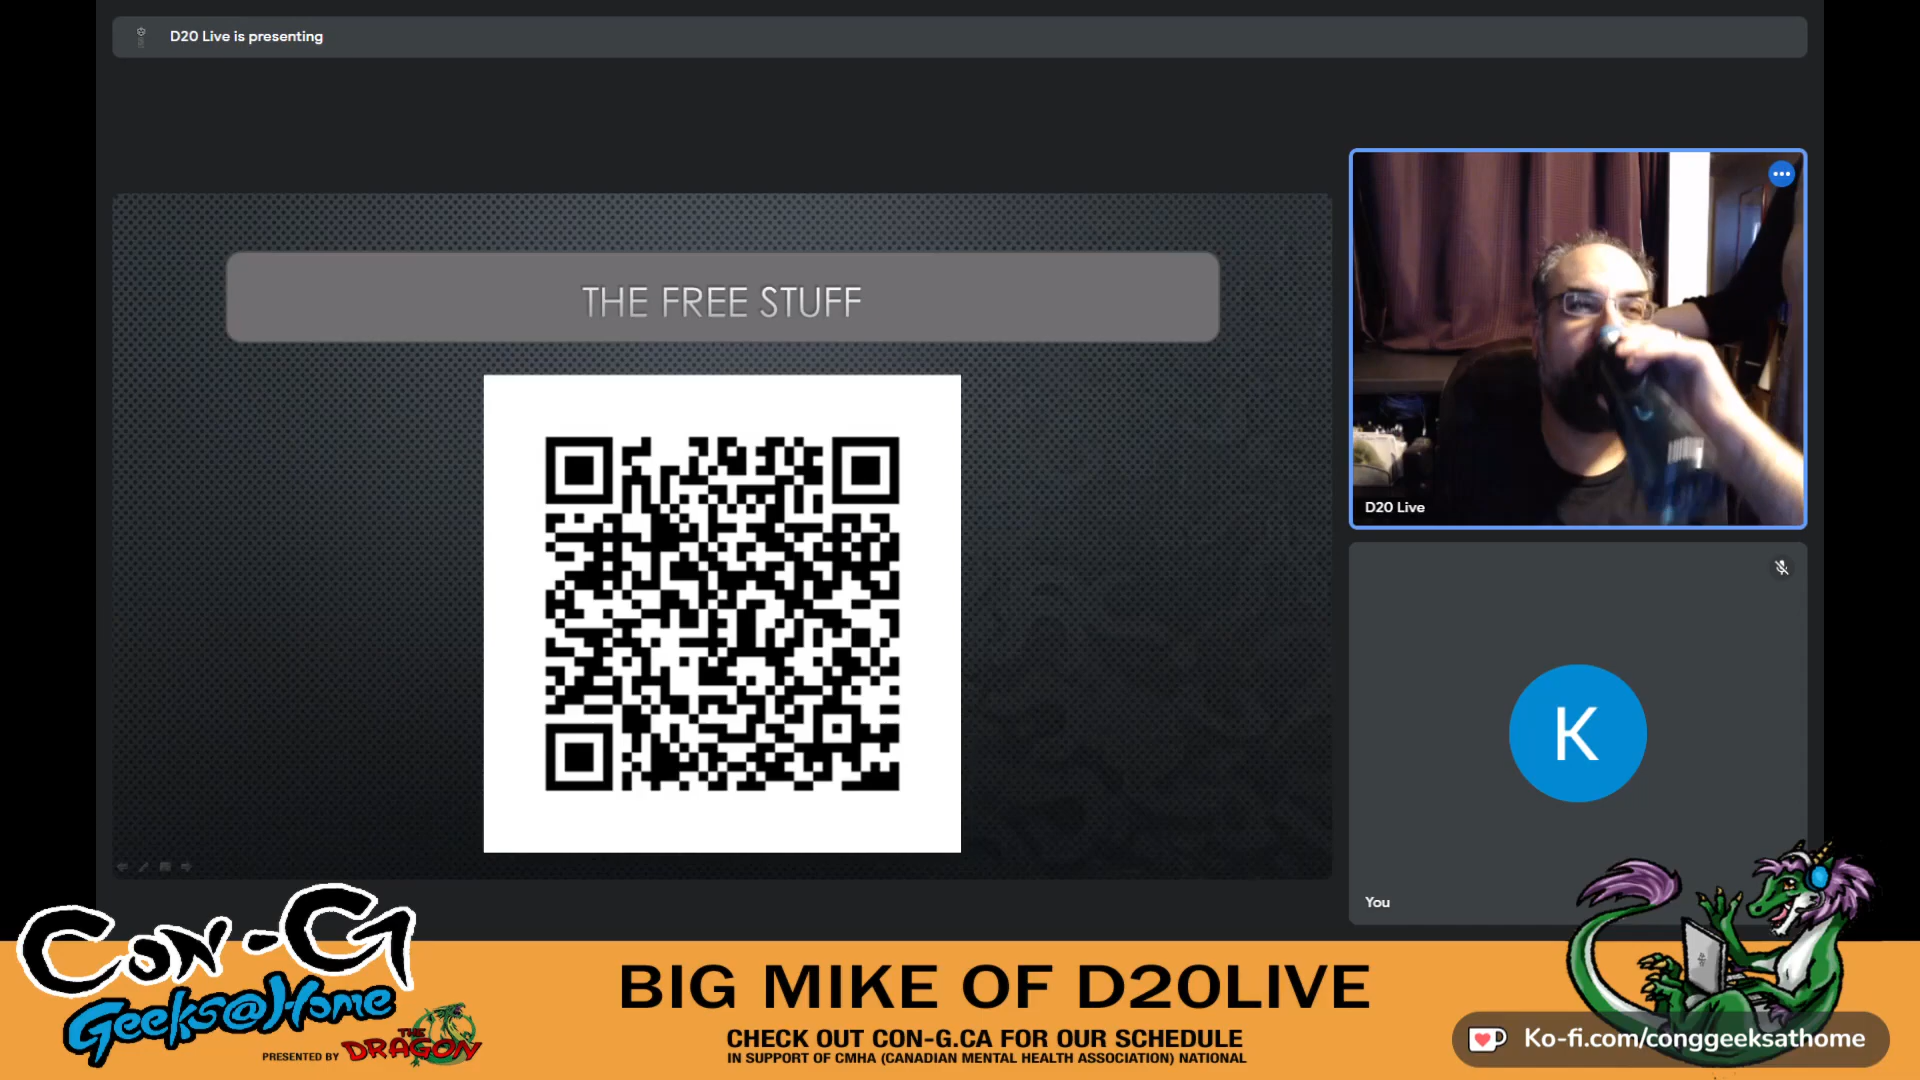 D20 Live is presenting
THE FREE STUFF
D20 Live
K
You
CON-G
Geeks@Home
PRESENTED BY THE DRAGON
BIG MIKE OF D20LIVE
CHECK OUT CON-G.CA FOR OUR SCHEDULE
IN SUPPORT OF CMHA (CANADIAN MENTAL HEALTH ASSOCIATION) NATIONAL
Ko-fi.com/conggeeksathome